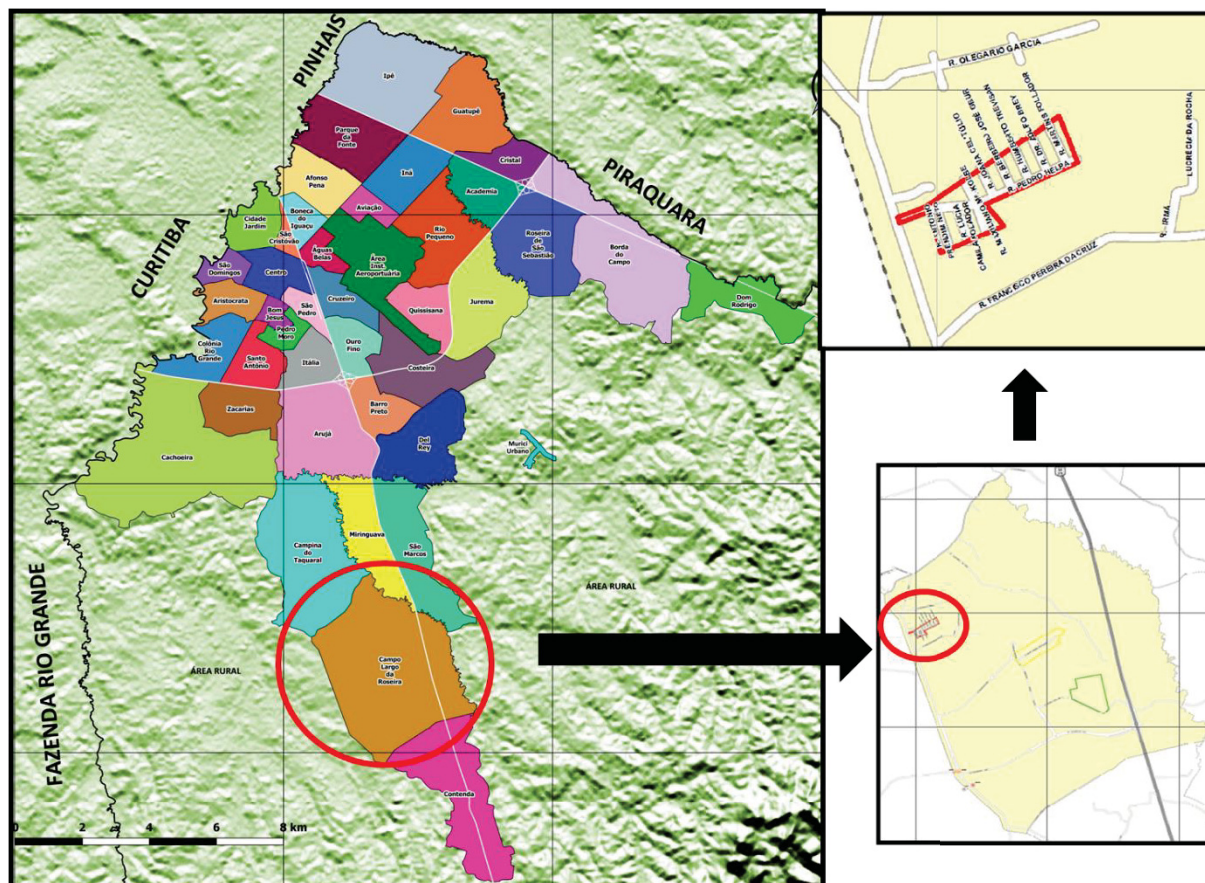 PINHAIS
Ipê
Guatupê
Parque
da
Fonte
Iná
Cristal
PIRAQUARA
Afonso
Pena
Academia
Aviação
Cidade
Jardim
Boneca
do
Iguaçu
CURITIBA
São
Cristóvão
Águas
Belas
Rio
Pequeno
Roseira
de São
Sebastião
Borda
do
Campo
Área
Inst.
Aeroportuária
São
Domingos
Centro
Dom
Rodrigo
Aristocrata
São
Pedro
Cruzeiro
Quissisana
Jurema
Bom
Jesus
Pedro
Moro
Colônia
Rio
Grande
Santo
Antônio
Itália
Ouro
Fino
Costeira
Zacarias
Barro
Preto
Arujá
Del
Rey
Murici
Urbano
Cachoeira
Miringuava
Campina
do
Taquaral
São
Marcos
ÁREA RURAL
FAZENDA RIO GRANDE
ÁREA RURAL
Campo
Largo
da
Roseira
Contenda
0 2 4 6 8 km
R. OLEGARIO GARCIA
R. MARTINS FOLLADOR
R. PEDRO HELPA
LUCRECIA DA ROCHA
R. IRMA
R. FRANCISCO PEREIRA DA CRUZ